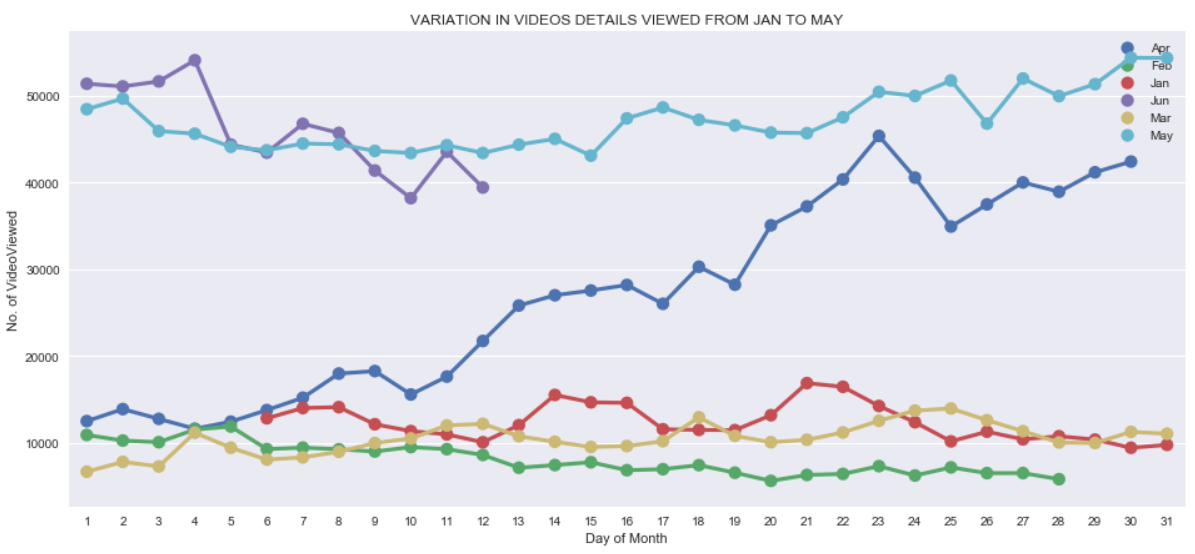 VARIATION IN VIDEOS DETAILS VIEWED FROM JAN TO MAY
Apr
Feb
Jan
Jun
Mar
May
50000
40000
30000
20000
10000
No. of VideoViewed
1 2 3 4 5 6 7 8 9 10 11 12 13 14 15 16 17 18 19 20 21 22 23 24 25 26 27 28 29 30 31
Day of Month